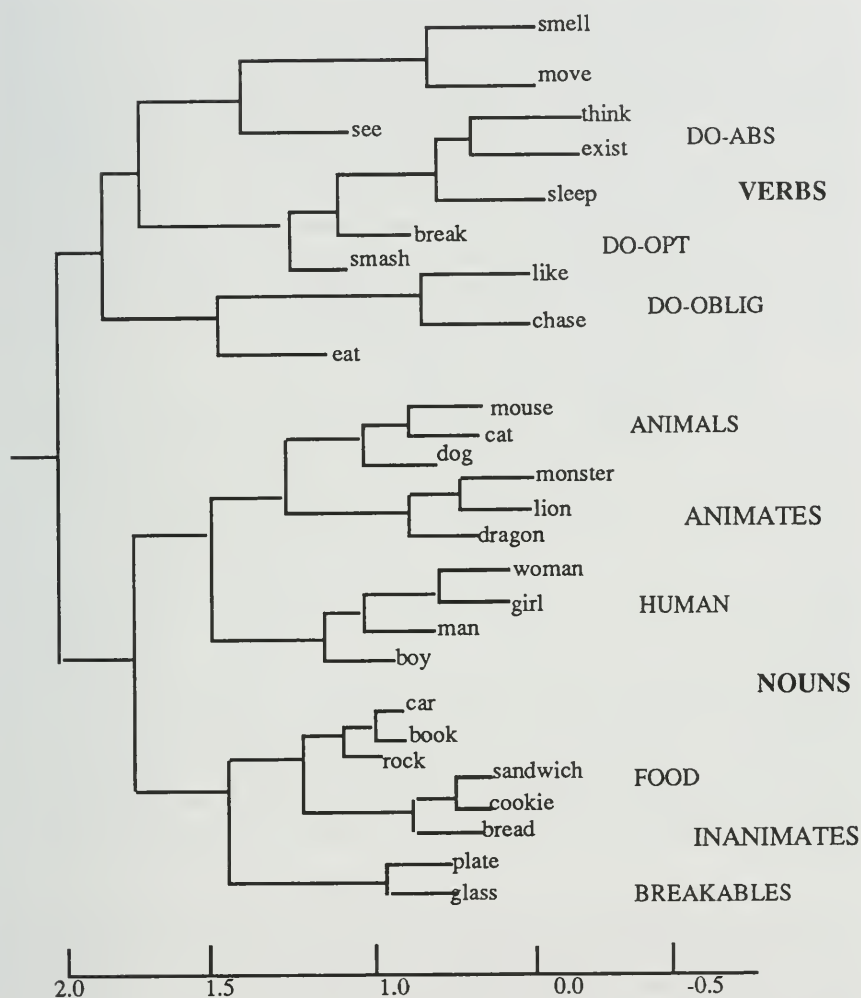 smell
move
think
see
DO-ABS
exist
VERBS
sleep
break
DO-OPT
smash
like
DO-OBLIG
chase
eat
mouse
ANIMALS
cat
dog
monster
lion
ANIMATES
dragon
woman
girl
HUMAN
man
boy
NOUNS
car
book
rock
sandwich
FOOD
cookie
bread
INANIMATES
plate
glass
BREAKABLES
2.0 1.5 1.0 0.0 -0.5